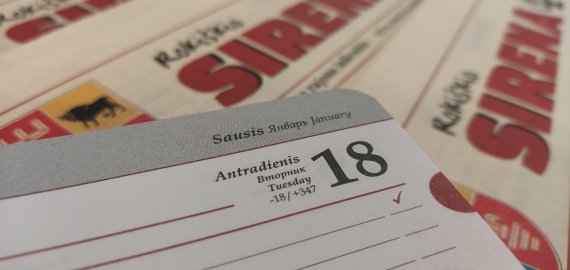 Rokiškio
SIRENA
Rokiškio
SIRENA
Sausis Январь January
Antradienis
Вторник
Tuesday
-18/+347
18